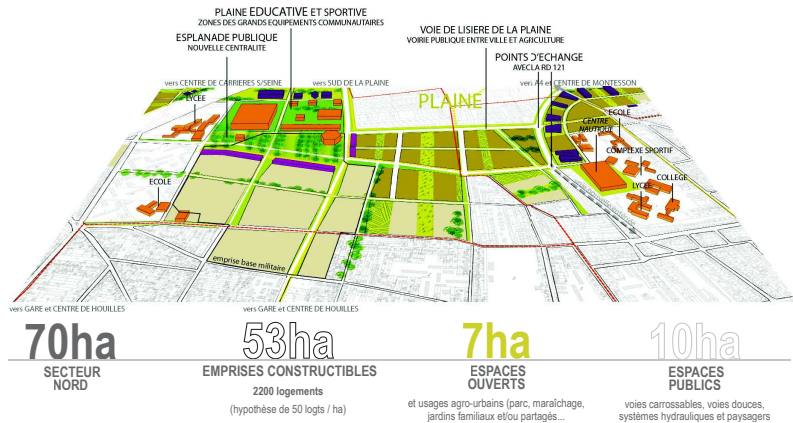 PLAINE EDUCATIVE ET SPORTIVE
ZONES DES GRANDS EQUIPEMENTS COMMUNAUTAIRES
ESPLANADE PUBLIQUE
NOUVELLE CENTRALITE
VOIE DE LISIERE DE LA PLAINE
VOIRIE PUBLIQUE ENTRE VILLE ET AGRICULTURE
POINTS D'ECHANGE
AVEC LA RD 121
vers CENTRE DE CARRIERES S/SEINE
vers SUD DE LA PLAINE
vers A4 et CENTRE DE MONTESSON
LYCEE
PLAINE
ECOLE
CENTRE
NAUTIQUE
COMPLEXE SPORTIF
ECOLE
LYCEE
COLLEGE
emprise base militaire
vers GARE et CENTRE DE HOUILLES
vers GARE et CENTRE DE HOUILLES
70ha
SECTEUR
NORD
53ha
EMPRISES CONSTRUCTIBLES
2200 logements
(hypothèse de 50 logts / ha)
7ha
ESPACES
OUVERTS
et usages agro-urbains (parc, maraîchage,
jardins familiaux et/ou partagés...
10ha
ESPACES
PUBLICS
voies carrossables, voies douces,
systèmes hydrauliques et paysagers